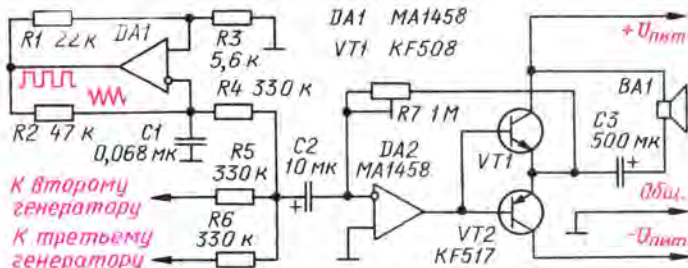 R1 22 к
DA1
R3
5,6 к
R4 330 к
R2 47 к
C1
0,068 мк
R5
330к
C2
10 мк
+
R6
330 к
К второму
генератору
К третьему
генератору
DA1 MA1458
VT1 KF508
R7 1М
DA2
MA1458
VT1
VT2
KF517
C3
500 мк
+
BA1
+Uпит
Общ.
-Uпит